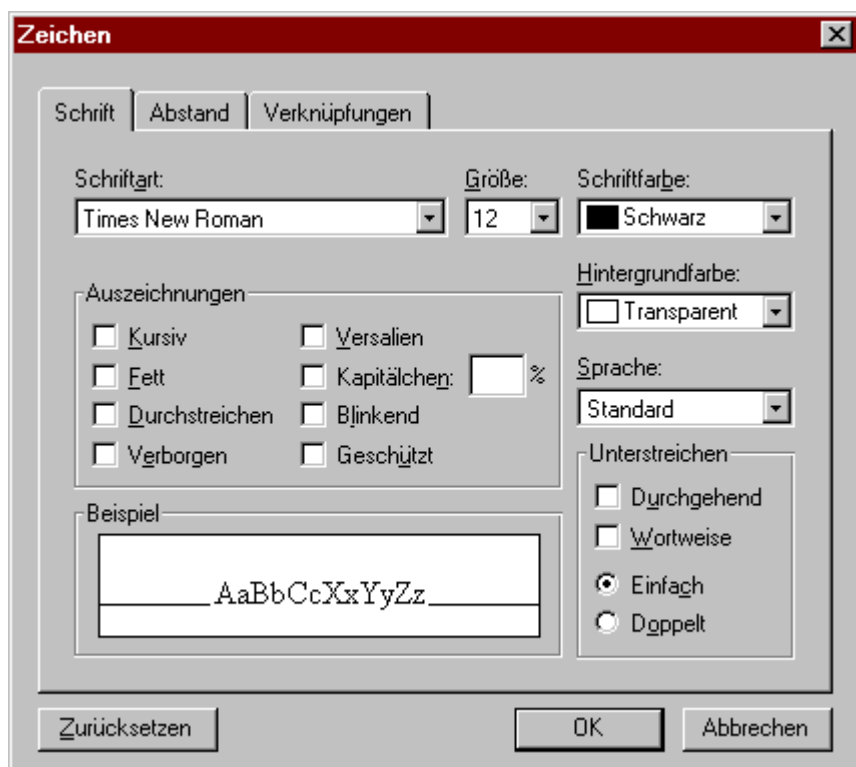 Zeichen
Schrift Abstand Verknüpfungen
Schriftart: Größe: Schriftfarbe:
Times New Roman 12 Schwarz
Hintergrundfarbe:
Transparent
Auszeichnungen
Kursiv Versalien
Fett Kapitälchen: %
Durchstreichen Blinkend
Verborgen Geschützt
Sprache:
Standard
Unterstreichen
Durchgehend
Wortweise
Einfach
Doppelt
Beispiel
AaBbCcXxYyZz
Zurücksetzen OK Abbrechen